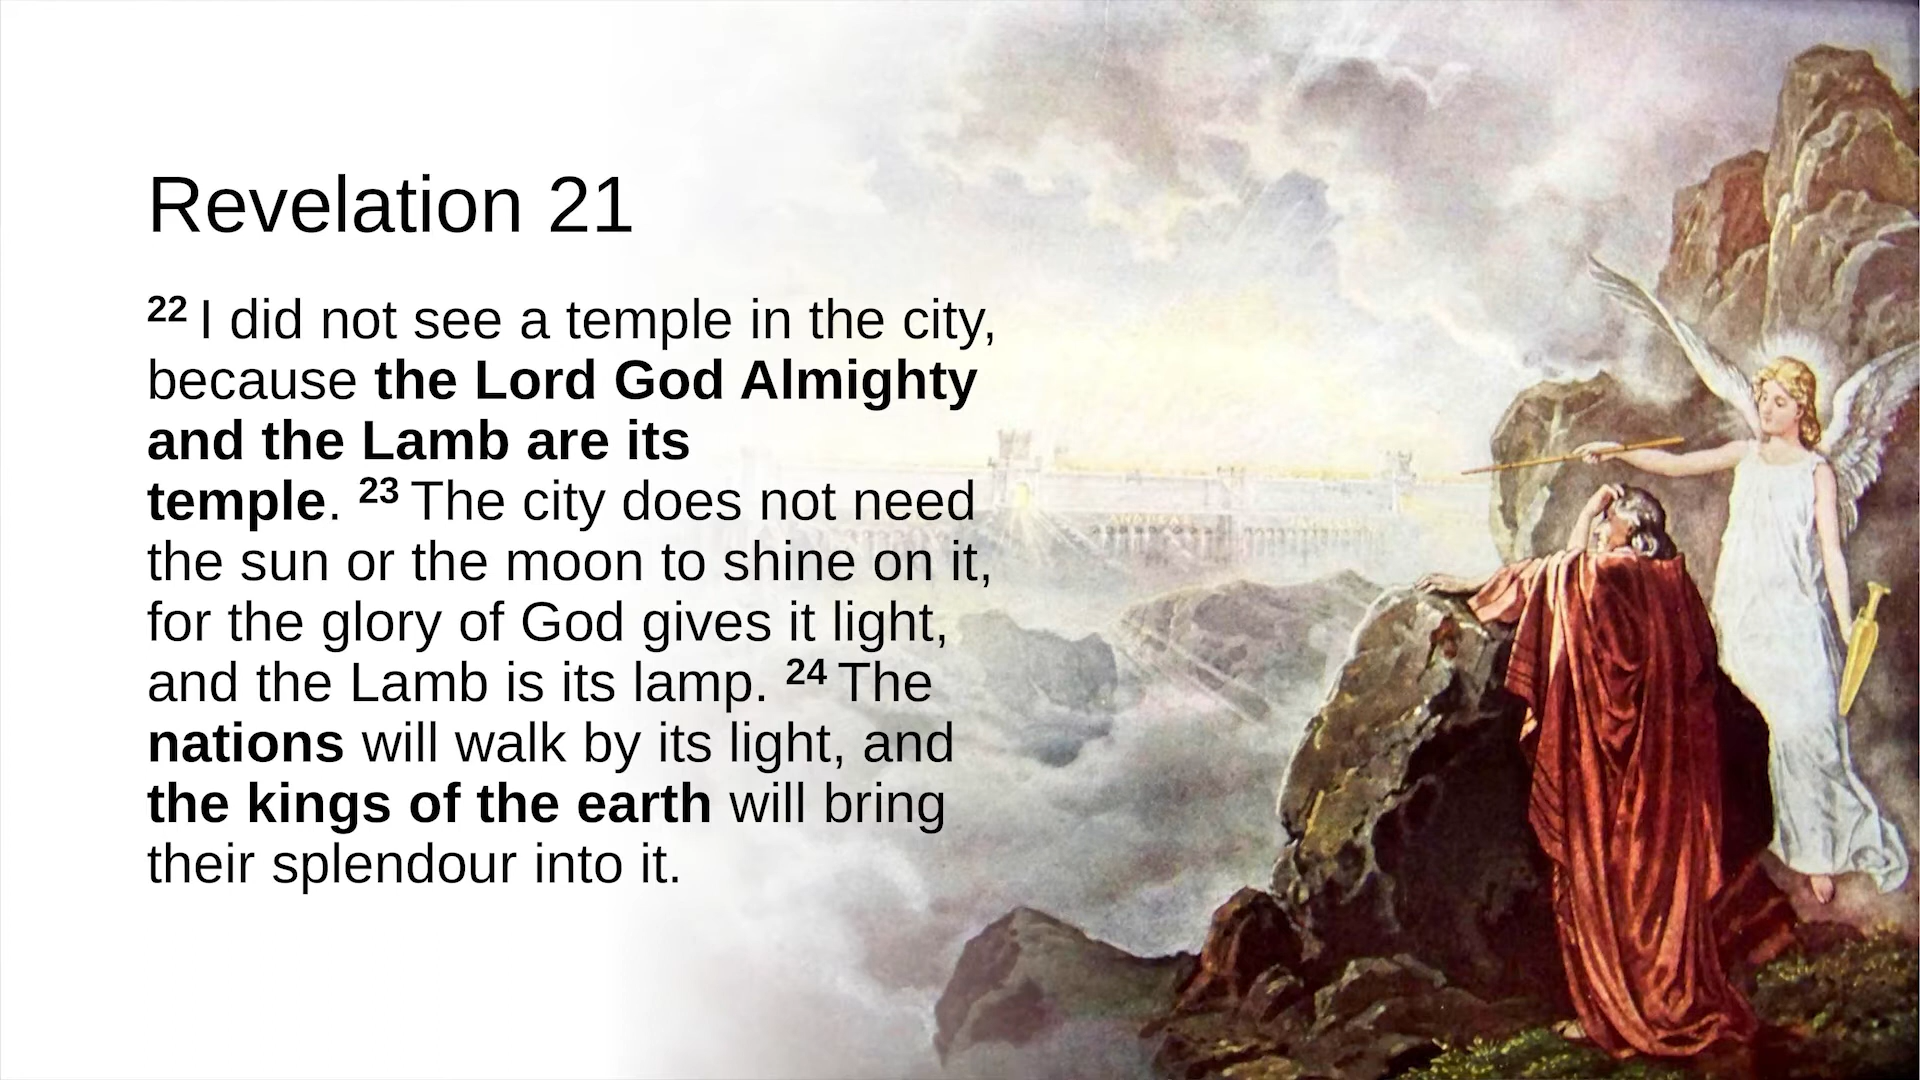 Revelation 21
22 I did not see a temple in the city,
because the Lord God Almighty
and the Lamb are its
temple. 23 The city does not need
the sun or the moon to shine on it,
for the glory of God gives it light,
and the Lamb is its lamp. 24 The
nations will walk by its light, and
the kings of the earth will bring
their splendour into it.